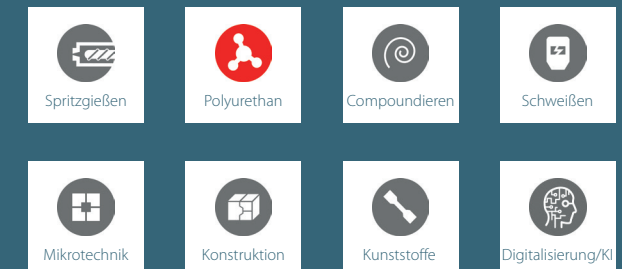 Spritzgießen
Polyurethan
Compoundieren
Schweißen
Mikrotechnik
Konstruktion
Kunststoffe
Digitalisierung/KI